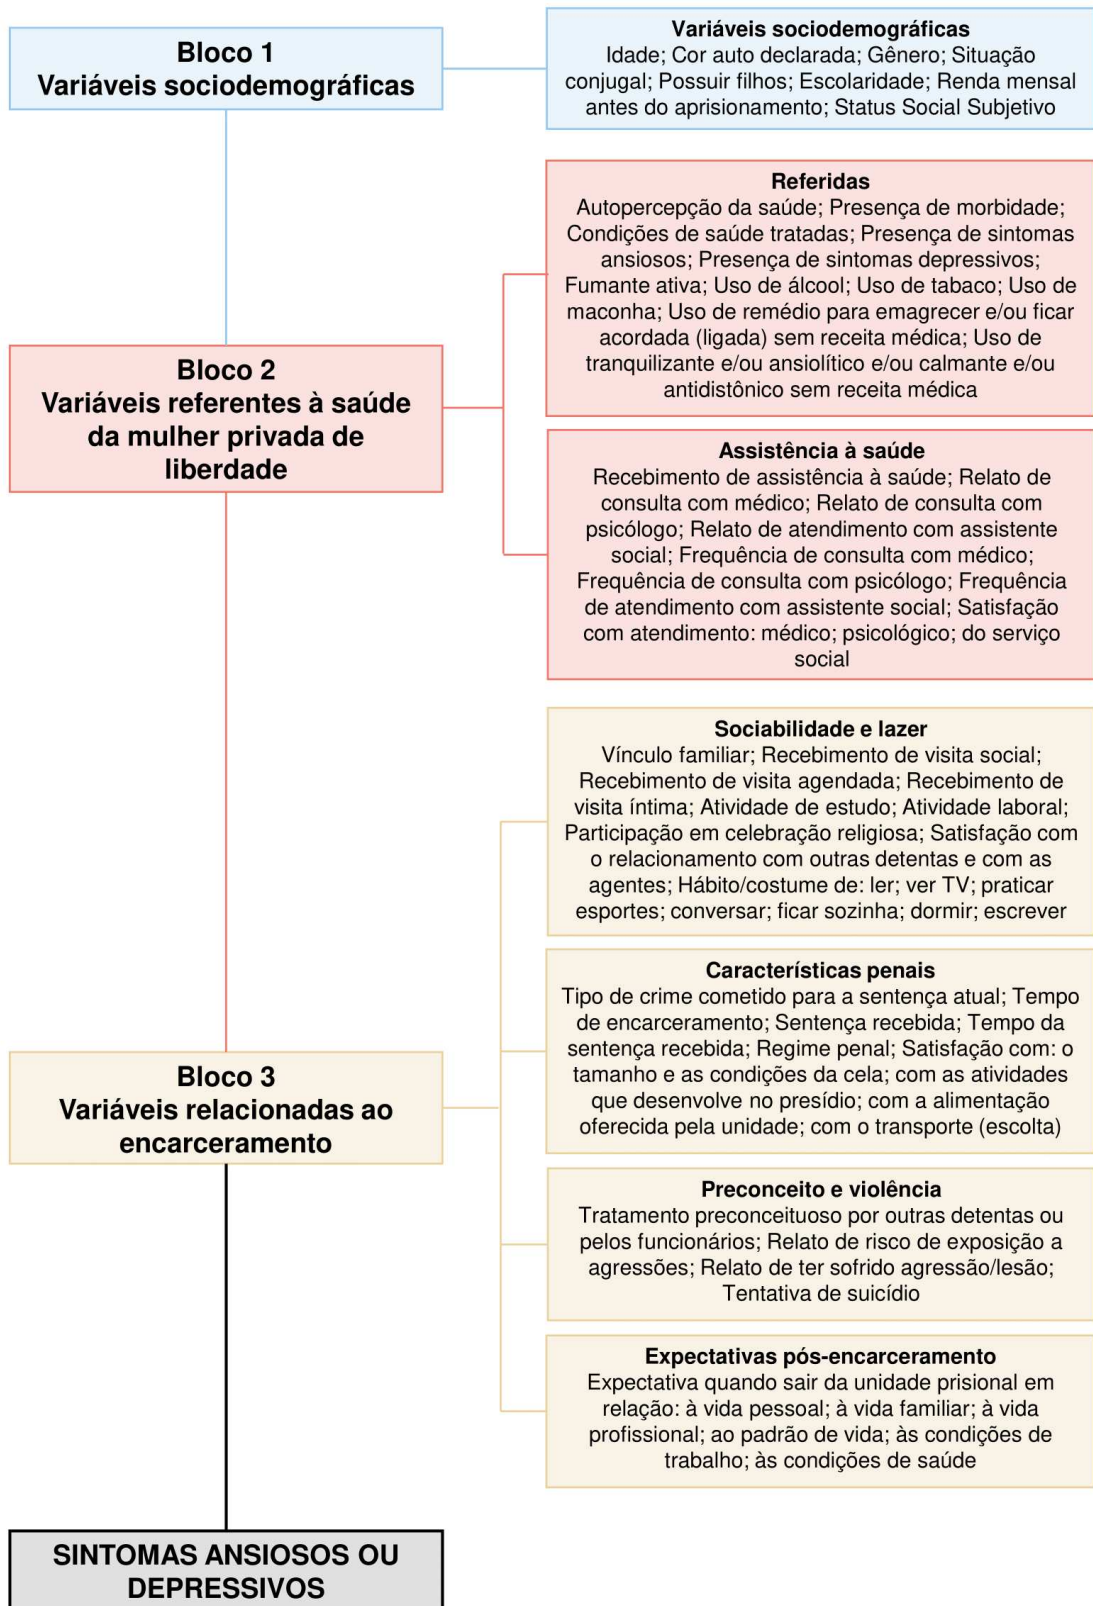 Bloco 1
Variáveis sociodemográficas
Variáveis sociodemográficas
Idade; Cor auto declarada; Gênero; Situação
conjugal; Possuir filhos; Escolaridade; Renda mensal
antes do aprisionamento; Status Social Subjetivo
Bloco 2
Variáveis referentes à saúde
da mulher privada de
liberdade
Referidas
Autopercepção da saúde; Presença de morbidade;
Condições de saúde tratadas; Presença de sintomas
ansiosos; Presença de sintomas depressivos;
Fumante ativa; Uso de álcool; Uso de tabaco; Uso de
maconha; Uso de remédio para emagrecer e/ou ficar
acordada (ligada) sem receita médica; Uso de
tranquilizante e/ou ansiolítico e/ou calmante e/ou
antidistônico sem receita médica
Assistência à saúde
Recebimento de assistência à saúde; Relato de
consulta com médico; Relato de consulta com
psicólogo; Relato de atendimento com assistente
social; Frequência de consulta com médico;
Frequência de consulta com psicólogo; Frequência
de atendimento com assistente social; Satisfação
com atendimento: médico; psicológico; do serviço
social
Bloco 3
Variáveis relacionadas ao
encarceramento
Sociabilidade e lazer
Vínculo familiar; Recebimento de visita social;
Recebimento de visita agendada; Recebimento de
visita íntima; Atividade de estudo; Atividade laboral;
Participação em celebração religiosa; Satisfação com
o relacionamento com outras detentas e com as
agentes; Hábito/costume de: ler; ver TV; praticar
esportes; conversar; ficar sozinha; dormir; escrever
Características penais
Tipo de crime cometido para a sentença atual; Tempo
de encarceramento; Sentença recebida; Tempo da
sentença recebida; Regime penal; Satisfação com: o
tamanho e as condições da cela; com as atividades
que desenvolve no presídio; com a alimentação
oferecida pela unidade; com o transporte (escolta)
Preconceito e violência
Tratamento preconceituoso por outras detentas ou
pelos funcionários; Relato de risco de exposição a
agressões; Relato de ter sofrido agressão/lesão;
Tentativa de suicídio
Expectativas pós-encarceramento
Expectativa quando sair da unidade prisional em
relação: à vida pessoal; à vida familiar; à vida
profissional; ao padrão de vida; às condições de
trabalho; às condições de saúde
SINTOMAS ANSIOSOS OU
DEPRESSIVOS